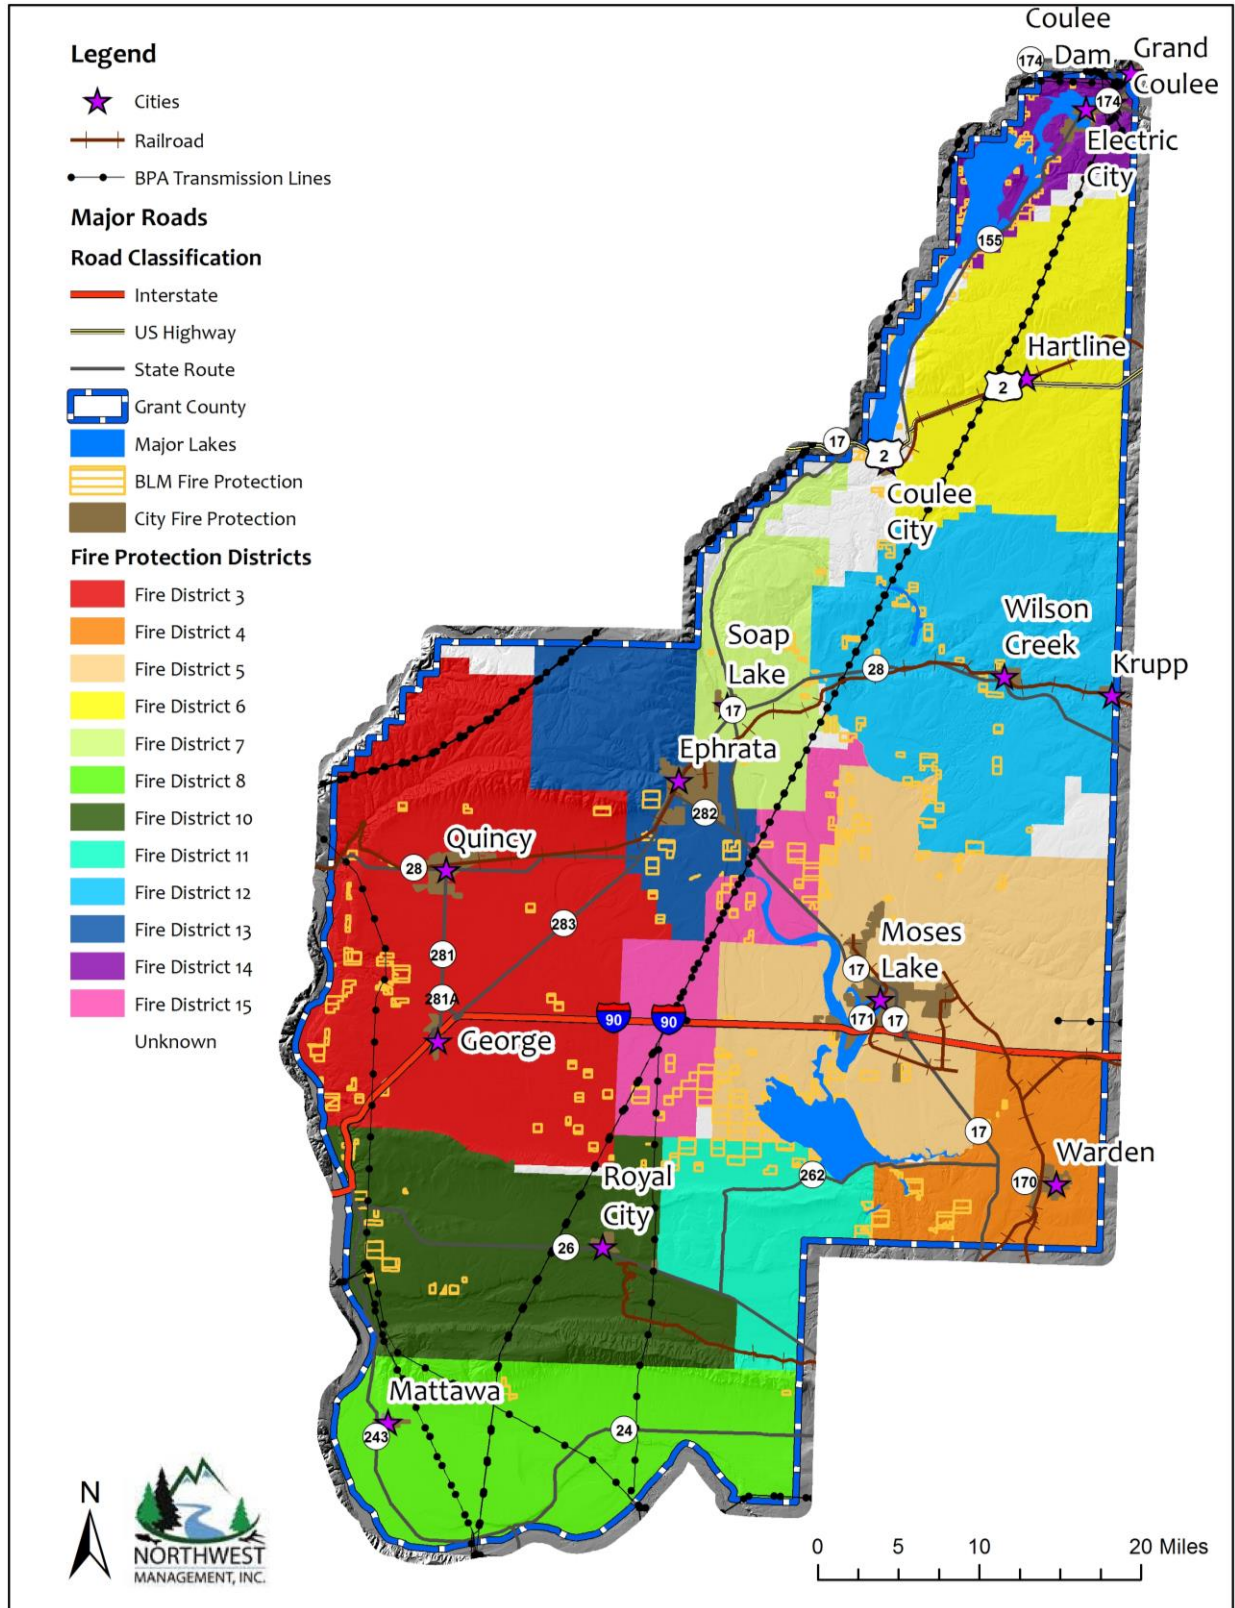 Legend
Cities
Railroad
BPA Transmission Lines
Major Roads
Road Classification
Interstate
US Highway
State Route
Grant County
Major Lakes
BLM Fire Protection
City Fire Protection
Fire Protection Districts
Fire District 3
Fire District 4
Fire District 5
Fire District 6
Fire District 7
Fire District 8
Fire District 10
Fire District 11
Fire District 12
Fire District 13
Fire District 14
Fire District 15
Unknown
Coulee
Dam
174
Grand
Coulee
174
Electric
City
155
Hartline
2
17
2
Coulee
City
Wilson
Creek
Krupp
Soap
Lake
28
17
Ephrata
282
Quincy
28
283
281
281A
Moses
Lake
17
171
17
90
90
George
17
Warden
170
262
Royal
City
26
Mattawa
243
24
N
NORTHWEST
MANAGEMENT, INC.
0 5 10 20 Miles